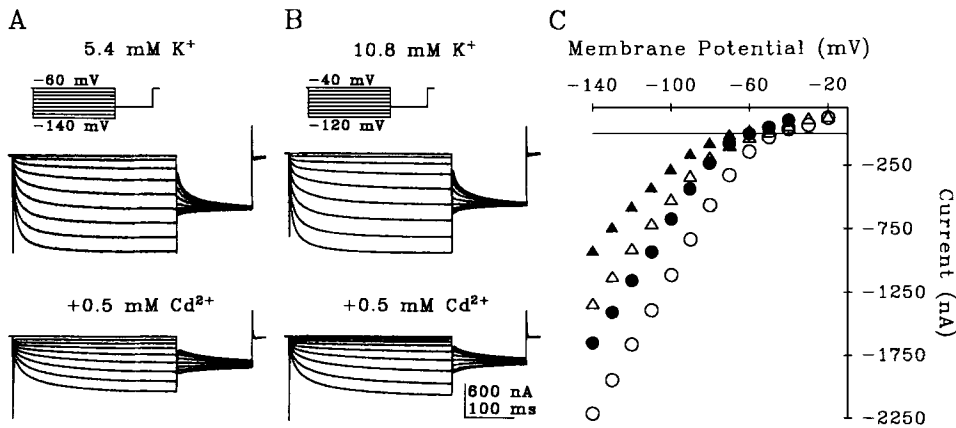 A
B
C
5.4 mM K⁺
10.8 mM K⁺
Membrane Potential (mV)
−140 −100 −60 −20
−60 mV
−140 mV
−40 mV
−120 mV
−250
−750
−1250
−1750
−2250
Current (nA)
+0.5 mM Cd²⁺
+0.5 mM Cd²⁺
600 nA
100 ms